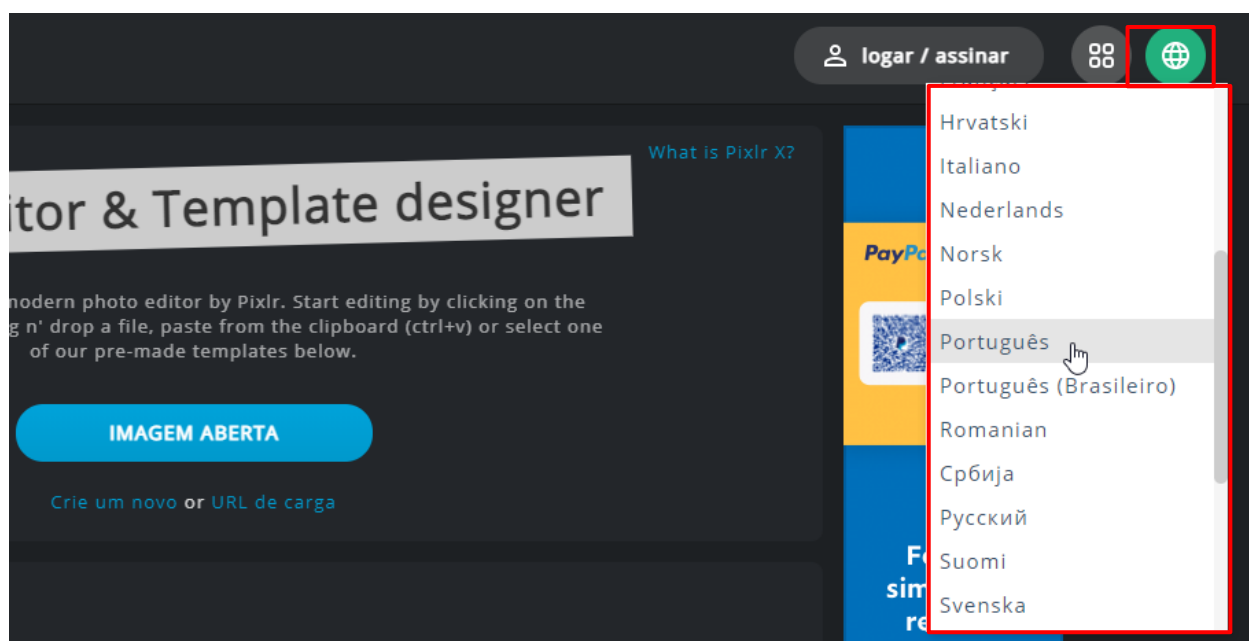 logar / assinar
What is Pixlr X?
itor & Template designer
nodern photo editor by Pixlr. Start editing by clicking on the
g n' drop a file, paste from the clipboard (ctrl+v) or select one
of our pre-made templates below.
IMAGEM ABERTA
Crie um novo or URL de carga
Hrvatski
Italiano
Nederlands
Norsk
Polski
Português
Português (Brasileiro)
Romanian
Србија
Русский
Suomi
Svenska